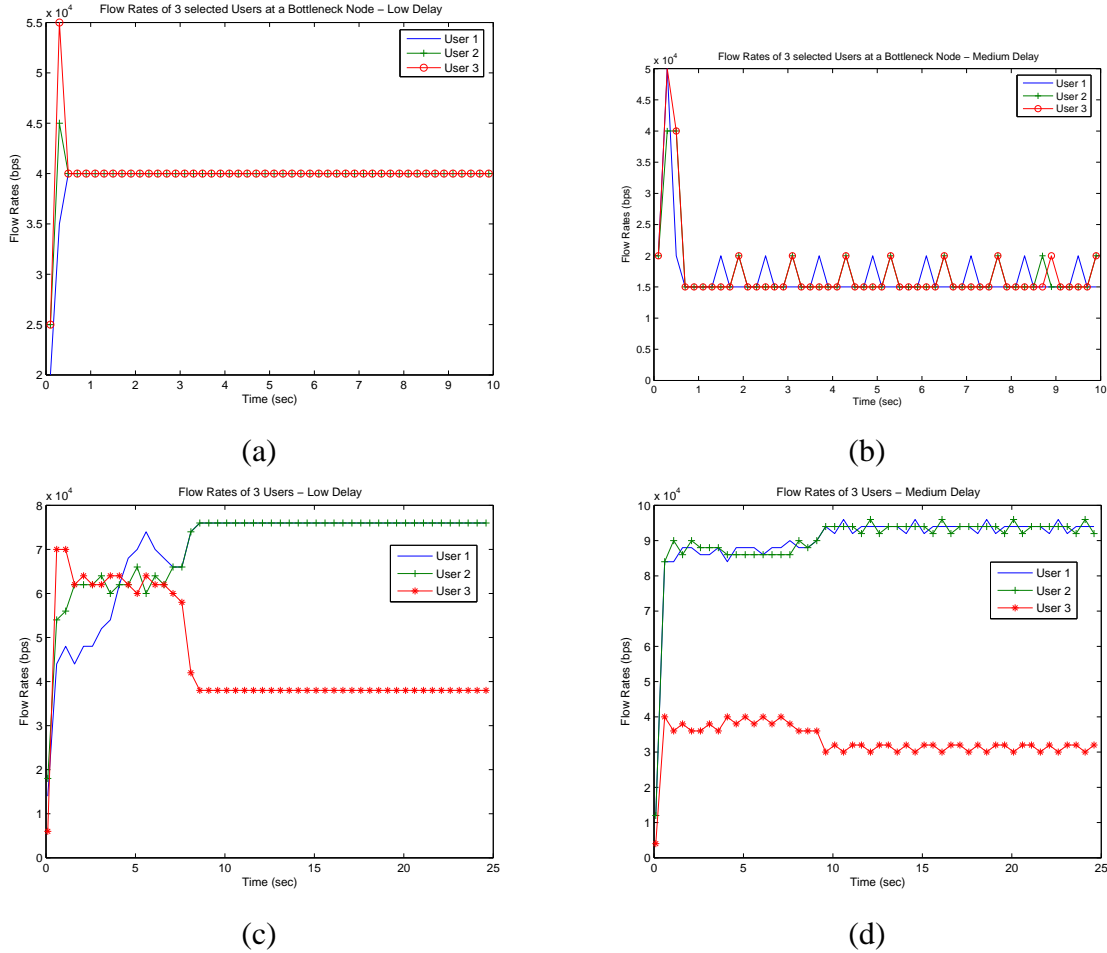 Flow Rates of 3 selected Users at a Bottleneck Node − Low Delay
x 10^4
5.5
5
4.5
4
3.5
3
2.5
2
0 1 2 3 4 5 6 7 8 9 10
Flow Rates (bps)
Time (sec)
User 1
User 2
User 3
(a)
Flow Rates of 3 selected Users at a Bottleneck Node − Medium Delay
x 10^4
5
4.5
4
3.5
3
2.5
2
1.5
1
0.5
0
0 1 2 3 4 5 6 7 8 9 10
Flow Rates (bps)
Time (sec)
User 1
User 2
User 3
(b)
Flow Rates of 3 Users − Low Delay
x 10^4
8
7
6
5
4
3
2
1
0
0 5 10 15 20 25
Flow Rates (bps)
Time (sec)
User 1
User 2
User 3
(c)
Flow Rates of 3 Users − Medium Delay
x 10^4
10
9
8
7
6
5
4
3
2
1
0
0 5 10 15 20 25
Flow Rates (bps)
Time (sec)
User 1
User 2
User 3
(d)